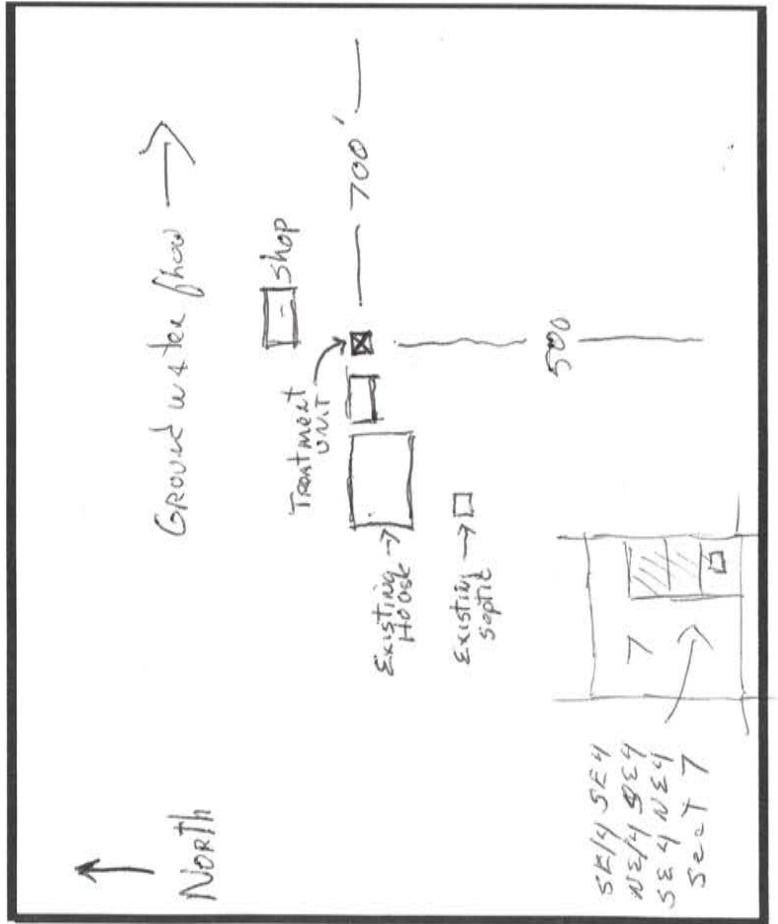 Ground water flow
North
shop
Treatment
Unit
700'
Existing
House
Existing
Septic
500
7
SE/4 SE4
NE/4 SE4
SE4 NE4
Sect 7